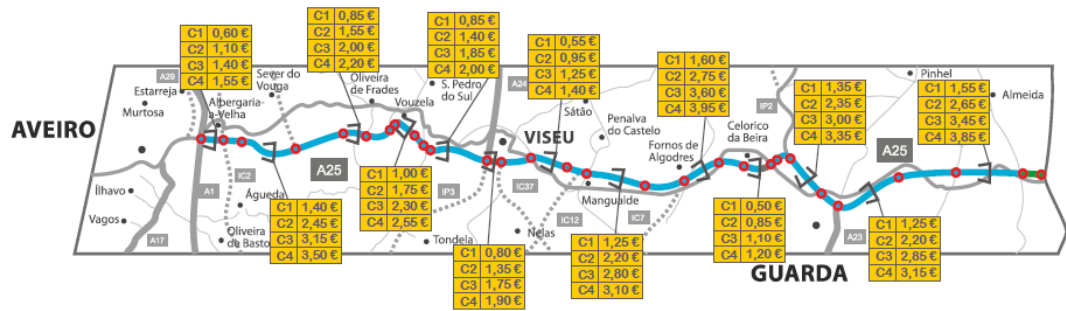 C1 0,60 €
C2 1,10 €
C3 1,40 €
C4 1,55 €
C1 0,85 €
C2 1,55 €
C3 2,00 €
C4 2,20 €
C1 0,85 €
C2 1,40 €
C3 1,85 €
C4 2,00 €
C1 0,55 €
C2 0,95 €
C3 1,25 €
C4 1,40 €
C1 1,60 €
C2 2,75 €
C3 3,60 €
C4 3,95 €
C1 1,35 €
C2 2,35 €
C3 3,00 €
C4 3,35 €
C1 1,55 €
C2 2,65 €
C3 3,45 €
C4 3,85 €
A29
Estarreja
Murtosa
Albergaria-
a-Velha
Sever do
Vouga
Oliveira
de Frades
Vouzela
S. Pedro
do Sul
A24
Sátão
Penalva
do Castelo
Fornos de
Algodres
IP2
Celorico
da Beira
Pinhel
Almeida
AVEIRO
VISEU
A25
A25
Ílhavo
Vagos
A1
IC2
Águeda
A17
Oliveira
de Basto
IP3
Tondela
IC37
Nelas
IC12
Mangualde
IC7
A23
GUARDA
C1 1,40 €
C2 2,45 €
C3 3,15 €
C4 3,50 €
C1 1,00 €
C2 1,75 €
C3 2,30 €
C4 2,55 €
C1 0,80 €
C2 1,35 €
C3 1,75 €
C4 1,90 €
C1 1,25 €
C2 2,20 €
C3 2,80 €
C4 3,10 €
C1 0,50 €
C2 0,85 €
C3 1,10 €
C4 1,20 €
C1 1,25 €
C2 2,20 €
C3 2,85 €
C4 3,15 €